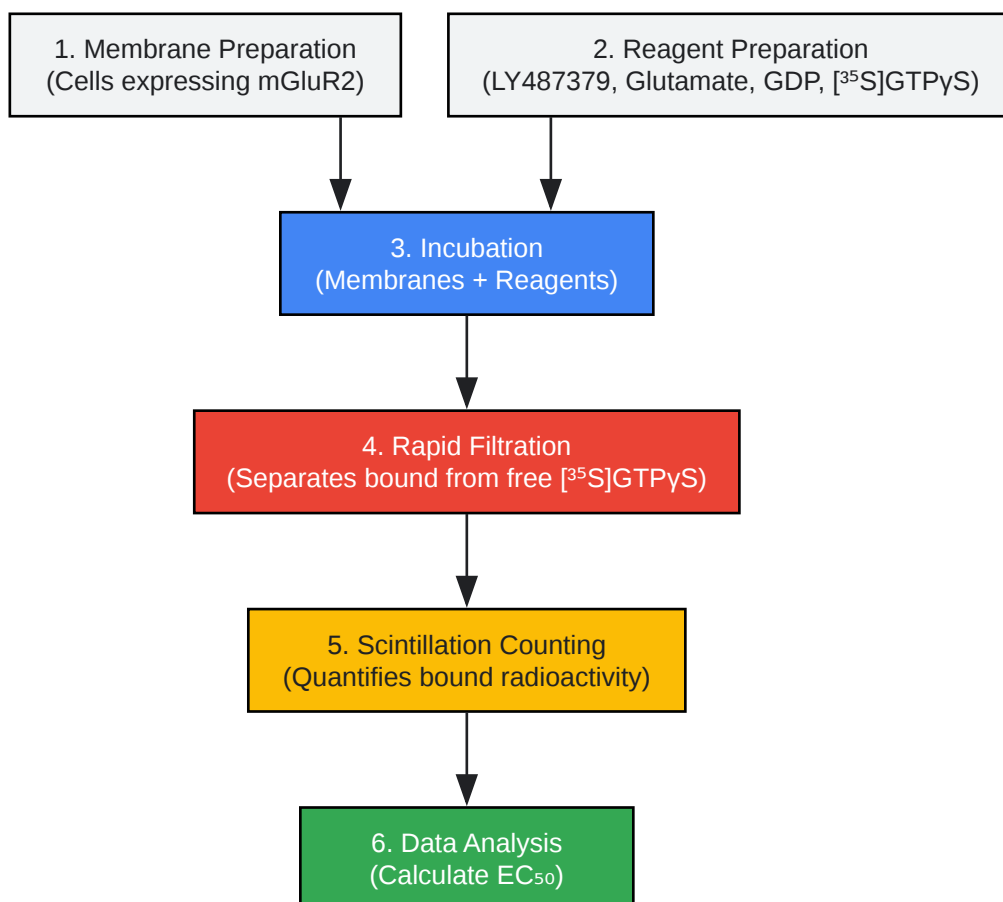 1. Membrane Preparation
(Cells expressing mGluR2)
2. Reagent Preparation
(LY487379, Glutamate, GDP, [³⁵S]GTPγS)
3. Incubation
(Membranes + Reagents)
4. Rapid Filtration
(Separates bound from free [³⁵S]GTPγS)
5. Scintillation Counting
(Quantifies bound radioactivity)
6. Data Analysis
(Calculate EC₅₀)